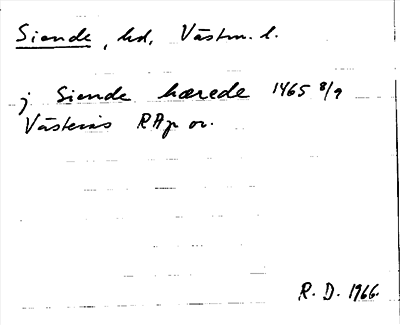 Siende, hd, Västm. l.
j Siende hærede 1465 8/9
Västerås RAp or.
R. D. 1966.